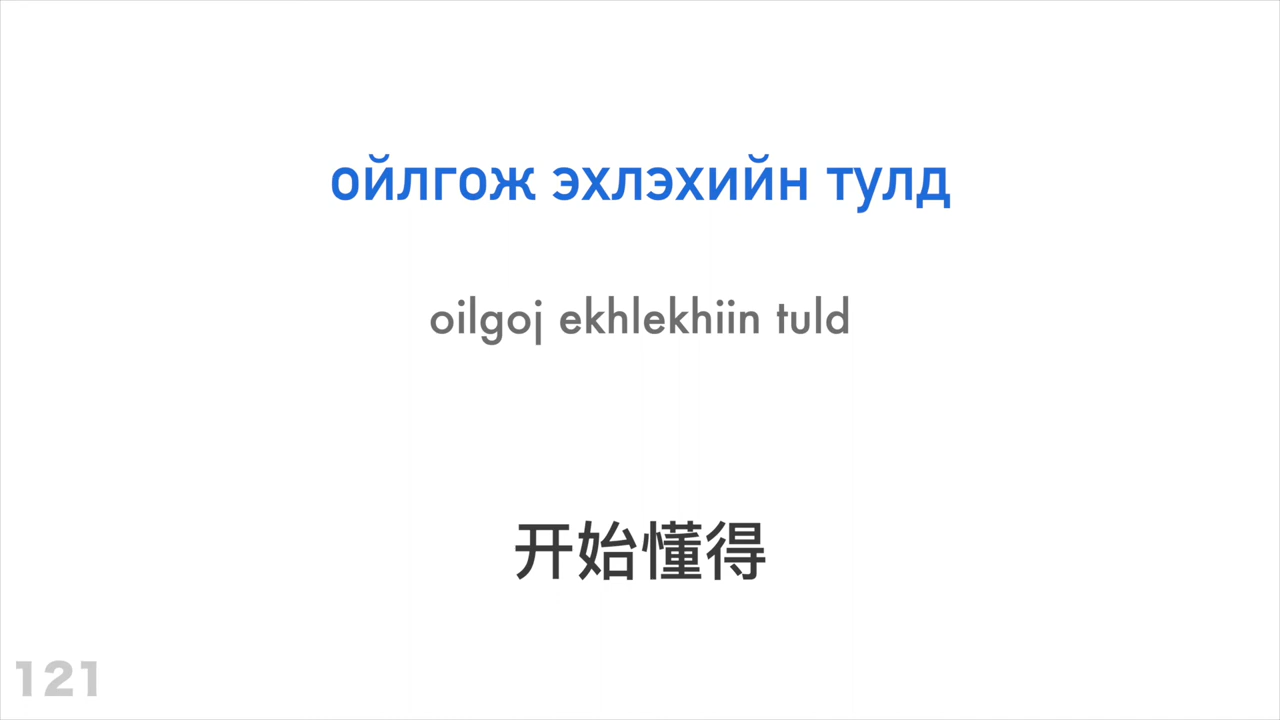 ойлгож эхлэхийн тулд
oilgoj ekhlekhiin tuld
开始懂得
121